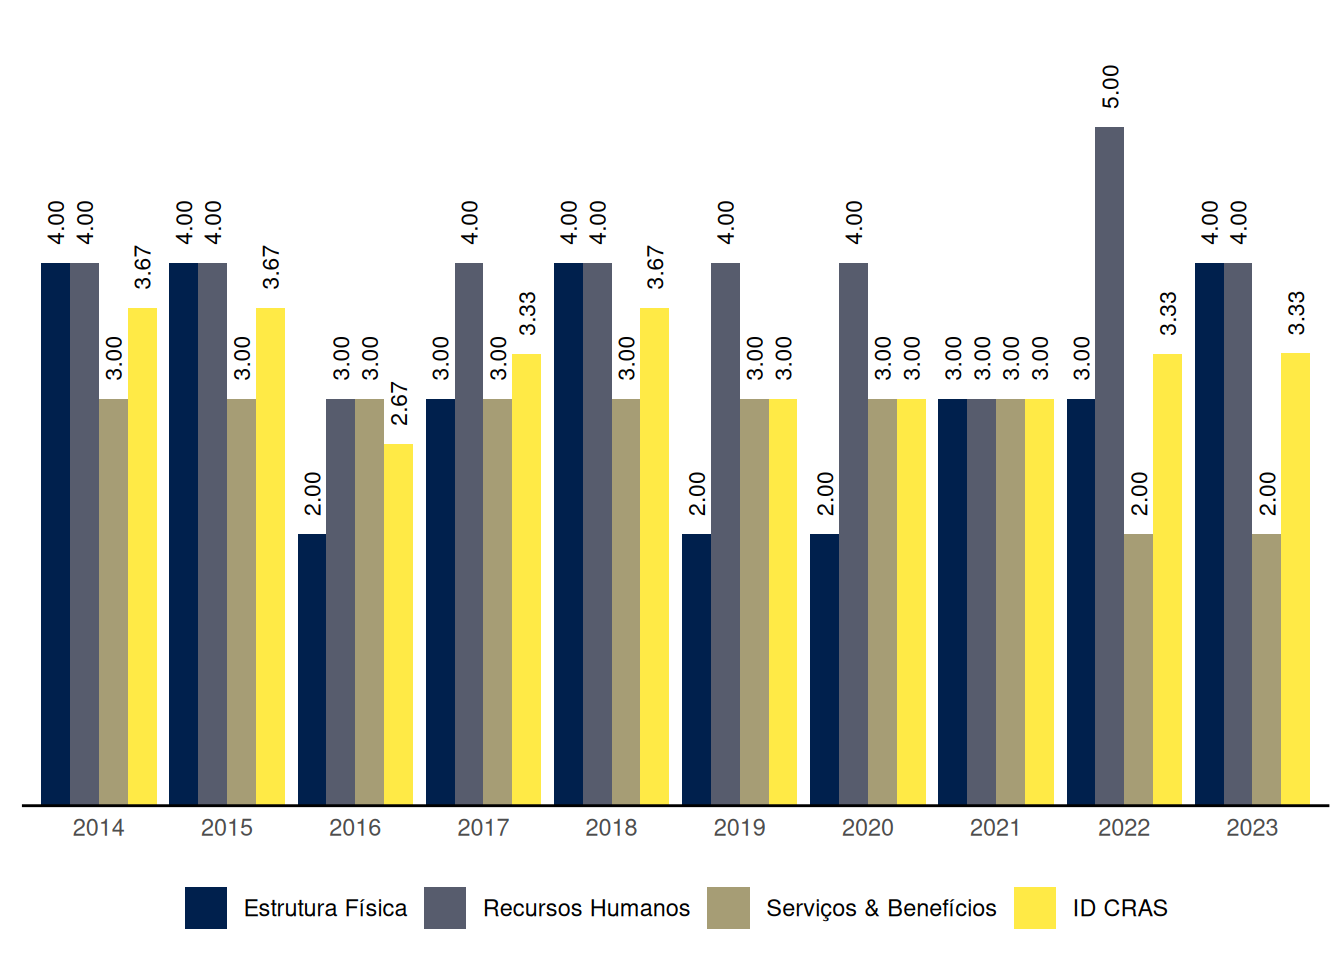 5.00
4.00 4.00 4.00 4.00 4.00 4.00 4.00 4.00 4.00 4.00 4.00
3.67 3.67 3.33 3.67 3.33 3.33
3.00 3.00 3.00 3.00 3.00 3.00 3.00 3.00 3.00 3.00 3.00 3.00 3.00 3.00 3.00 3.00
2.67
2.00 2.00 2.00 2.00 2.00
2014 2015 2016 2017 2018 2019 2020 2021 2022 2023
Estrutura Física Recursos Humanos Serviços & Benefícios ID CRAS